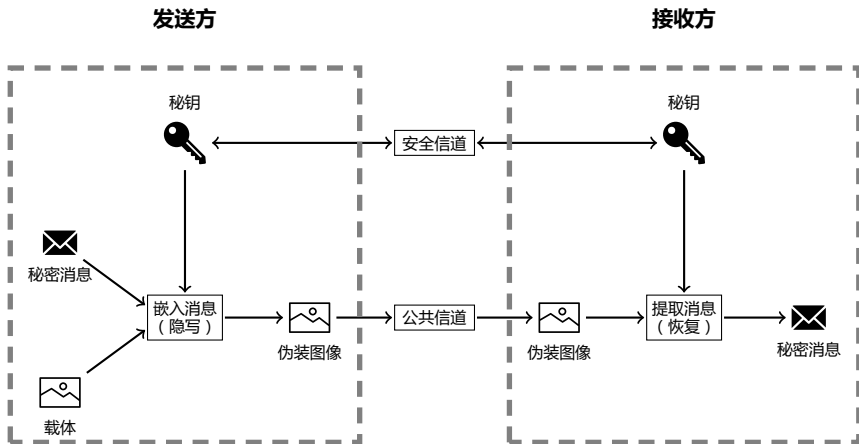 发送方
接收方
秘钥
秘钥
安全信道
秘密消息
嵌入消息
（隐写）
伪装图像
公共信道
伪装图像
提取消息
（恢复）
秘密消息
载体